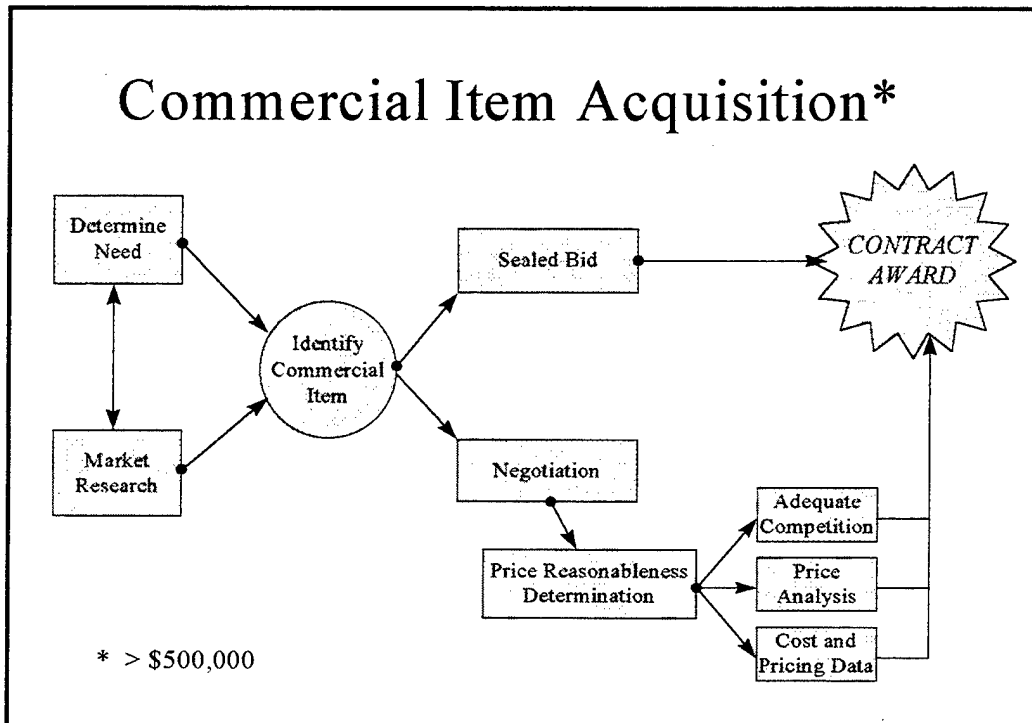 Commercial Item Acquisition*
Determine
Need
Market
Research
Identify
Commercial
Item
Sealed Bid
Negotiation
Price Reasonableness
Determination
Adequate
Competition
Price
Analysis
Cost and
Pricing Data
CONTRACT
AWARD
* > $500,000